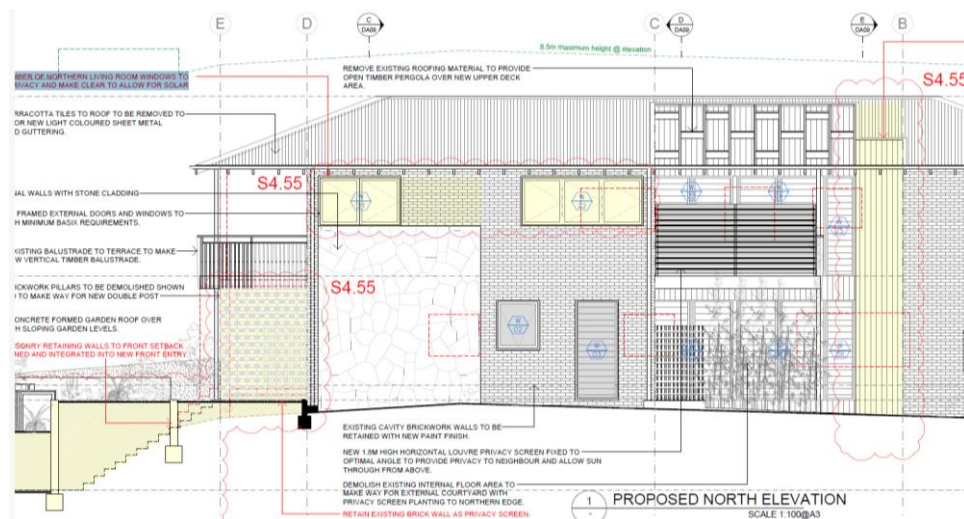 E
D
C
DA09
C
D
DA09
E
DA09
B
8.5m maximum height @ elevation
MBER OF NORTHERN LIVING ROOM WINDOWS TO
RIVACY AND MAKE CLEAR TO ALLOW FOR SOLAR
REMOVE EXISTING ROOFING MATERIAL TO PROVIDE
OPEN TIMBER PERGOLA OVER NEW UPPER DECK
AREA.
S4.55
RRACOTTA TILES TO ROOF TO BE REMOVED TO
OR NEW LIGHT COLOURED SHEET METAL
D GUTTERING.
S4.55
NAL WALLS WITH STONE CLADDING
FRAMED EXTERNAL DOORS AND WINDOWS TO
H MINIMUM BASIX REQUIREMENTS.
XISTING BALUSTRADE TO TERRACE TO MAKE
W VERTICAL TIMBER BALUSTRADE.
S4.55
ICKWORK PILLARS TO BE DEMOLISHED SHOWN
TO MAKE WAY FOR NEW DOUBLE POST
ONCRETE FORMED GARDEN ROOF OVER
H SLOPING GARDEN LEVELS.
SONRY RETAINING WALLS TO FRONT SETBACK
NED AND INTEGRATED INTO NEW FRONT ENTRY
EXISTING CAVITY BRICKWORK WALLS TO BE
RETAINED WITH NEW PAINT FINISH.
NEW 1.8M HIGH HORIZONTAL LOUVRE PRIVACY SCREEN FIXED TO
OPTIMAL ANGLE TO PROVIDE PRIVACY TO NEIGHBOUR AND ALLOW SUN
THROUGH FROM ABOVE.
DEMOLISH EXISTING INTERNAL FLOOR AREA TO
MAKE WAY FOR EXTERNAL COURTYARD WITH
PRIVACY SCREEN PLANTING TO NORTHERN EDGE.
RETAIN EXISTING BRICK WALL AS PRIVACY SCREEN.
1
PROPOSED NORTH ELEVATION
SCALE 1:100@A3